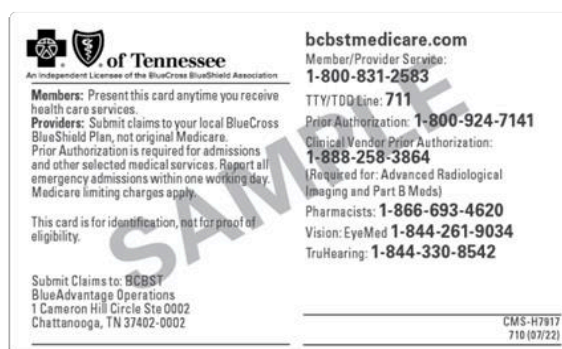 of Tennessee
An Independent Licensee of the BlueCross BlueShield Association
Members: Present this card anytime you receive
health care services.
Providers: Submit claims to your local BlueCross
BlueShield Plan, not original Medicare.
Prior Authorization is required for admissions
and other selected medical services. Report all
emergency admissions within one working day.
Medicare limiting charges apply.
This card is for identification, not for proof of
eligibility.
Submit Claims to: BCBST
BlueAdvantage Operations
1 Cameron Hill Circle Ste 0002
Chattanooga, TN 37402-0002
bcbstmedicare.com
Member/Provider Service:
1-800-831-2583
TTY/TDD Line: 711
Prior Authorization: 1-800-924-7141
Clinical Vendor Prior Authorization:
1-888-258-3864
(Required for: Advanced Radiological
Imaging and Part B Meds)
Pharmacists: 1-866-693-4620
Vision: EyeMed 1-844-261-9034
TruHearing: 1-844-330-8542
CMS-H7917
710 (07/22)
SAMPLE